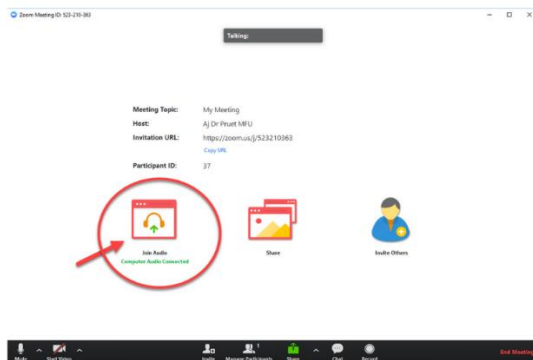 Zoom Meeting ID: 523-210-363
Talking:
Meeting Topic: My Meeting
Host: Aj Dr Pruet MFU
Invitation URL: https://zoom.us/j/523210363
Copy URL
Participant ID: 37
Join Audio
Computer Audio Connected
Share
Invite Others
Mute
Start Video
Invite
Manage Participants
1
Share
Chat
Record
End Meeting